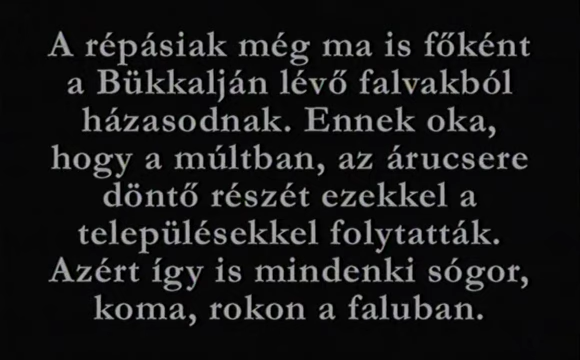 A répásiak még ma is főként
a Bükkalján lévő falvakból
házasodnak. Ennek oka,
hogy a múltban, az árucsere
döntő részét ezekkel a
településekkel folytatták.
Azért így is mindenki sógor,
koma, rokon a faluban.